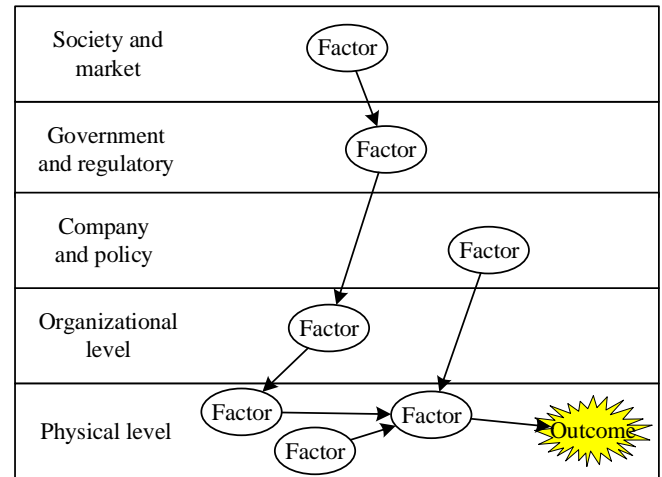 Society and
market
Factor
Government
and regulatory
Factor
Company
and policy
Factor
Organizational
level
Factor
Physical level
Factor
Factor
Factor
Outcome